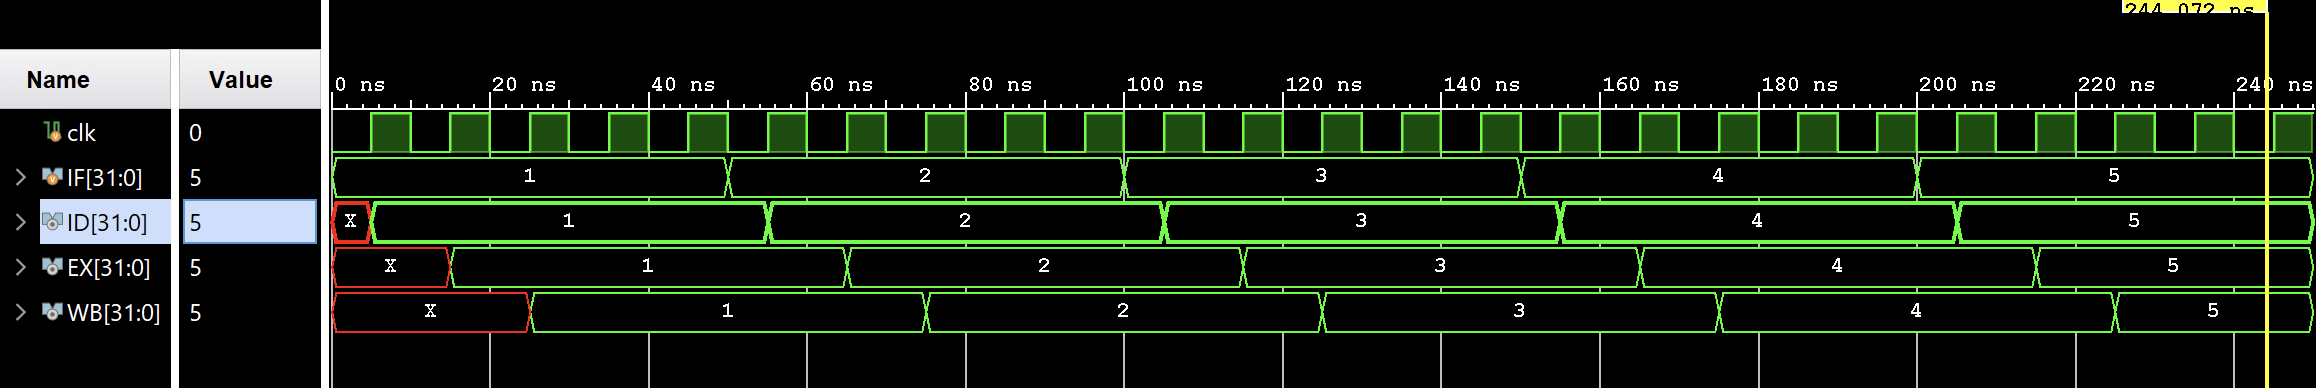 244.072 ns
Name Value
0 ns 20 ns 40 ns 60 ns 80 ns 100 ns 120 ns 140 ns 160 ns 180 ns 200 ns 220 ns 240 ns
clk 0
IF[31:0] 5 1 2 3 4 5
ID[31:0] 5 X 1 2 3 4 5
EX[31:0] 5 X 1 2 3 4 5
WB[31:0] 5 X 1 2 3 4 5